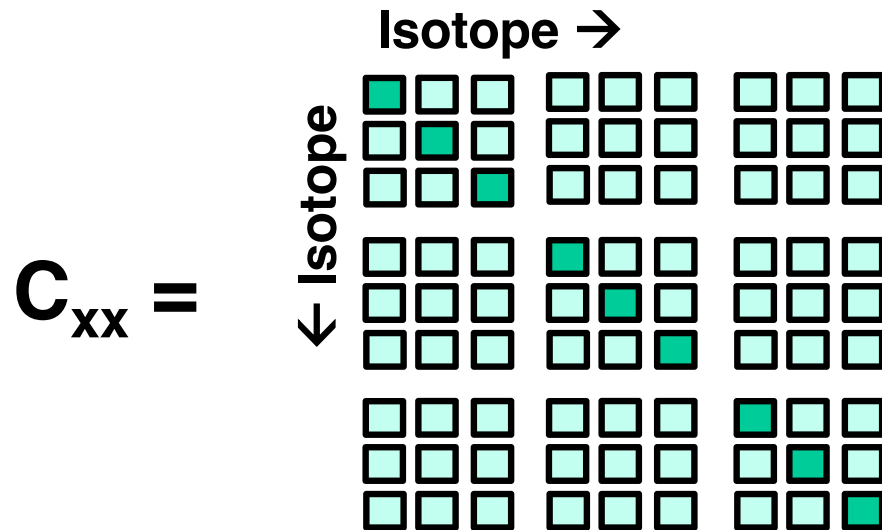 Isotope →
← Isotope
Cxx =